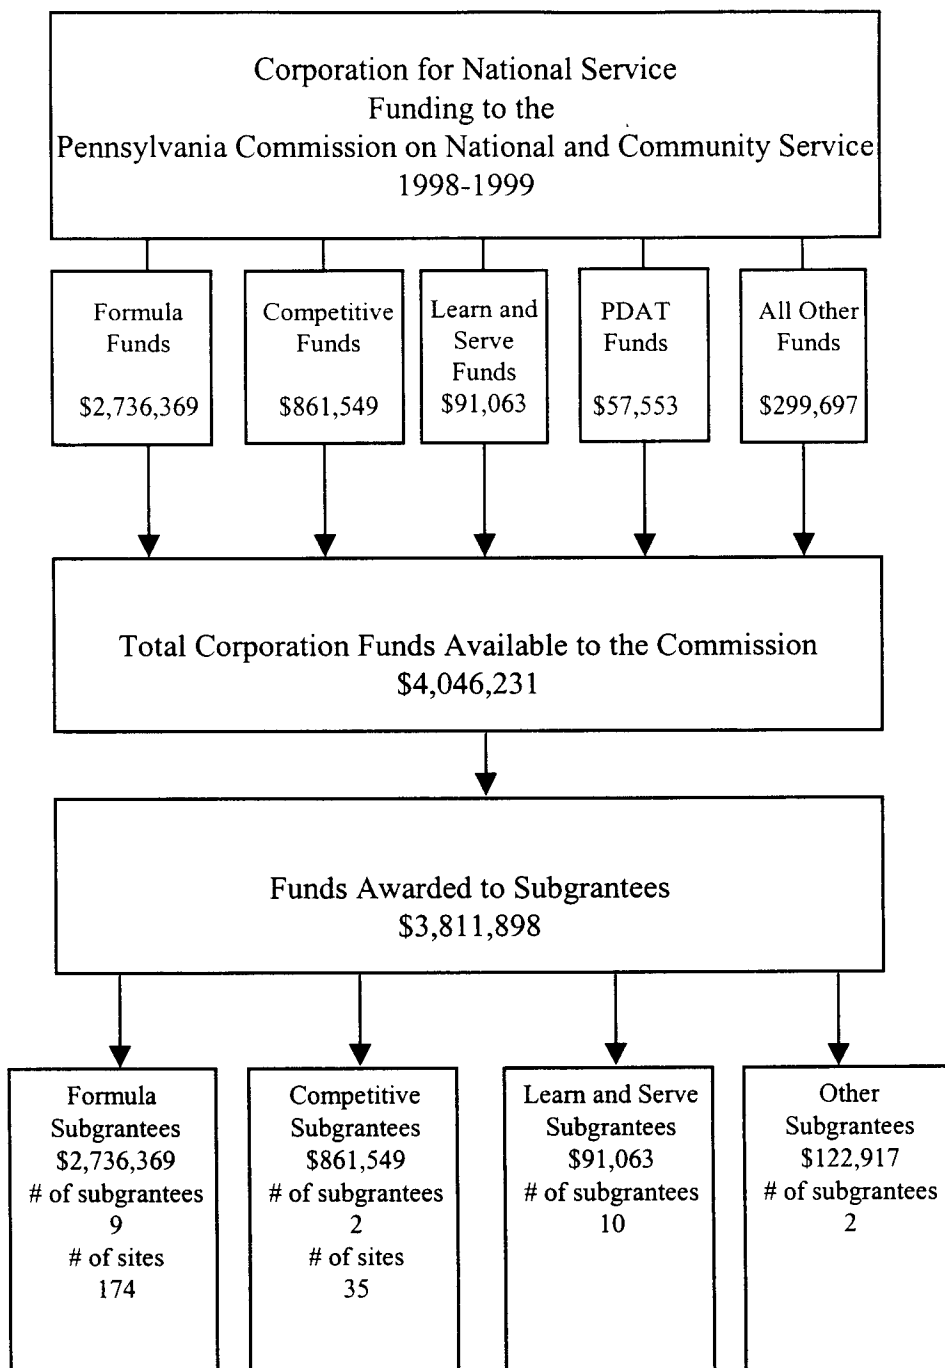 Corporation for National Service
Funding to the
Pennsylvania Commission on National and Community Service
1998-1999
Formula
Funds
$2,736,369
Competitive
Funds
$861,549
Learn and
Serve
Funds
$91,063
PDAT
Funds
$57,553
All Other
Funds
$299,697
Total Corporation Funds Available to the Commission
$4,046,231
Funds Awarded to Subgrantees
$3,811,898
Formula
Subgrantees
$2,736,369
# of subgrantees
9
# of sites
174
Competitive
Subgrantees
$861,549
# of subgrantees
2
# of sites
35
Learn and Serve
Subgrantees
$91,063
# of subgrantees
10
Other
Subgrantees
$122,917
# of subgrantees
2